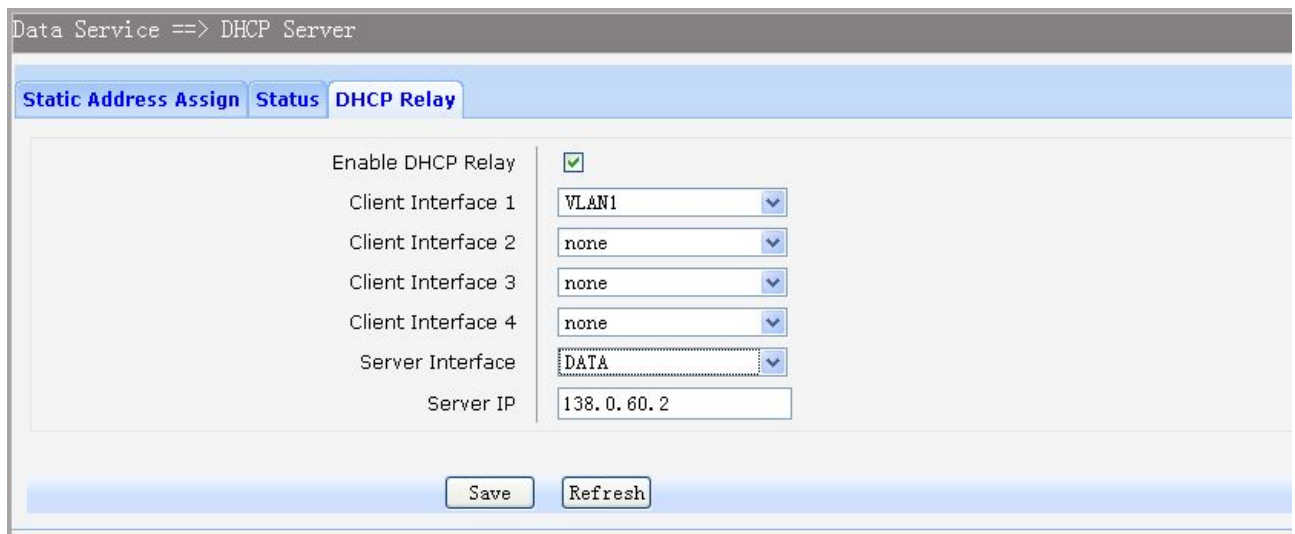 Data Service ==> DHCP Server
Static Address Assign Status DHCP Relay
Enable DHCP Relay
Client Interface 1 VLAN1
Client Interface 2 none
Client Interface 3 none
Client Interface 4 none
Server Interface DATA
Server IP 138.0.60.2
Save Refresh